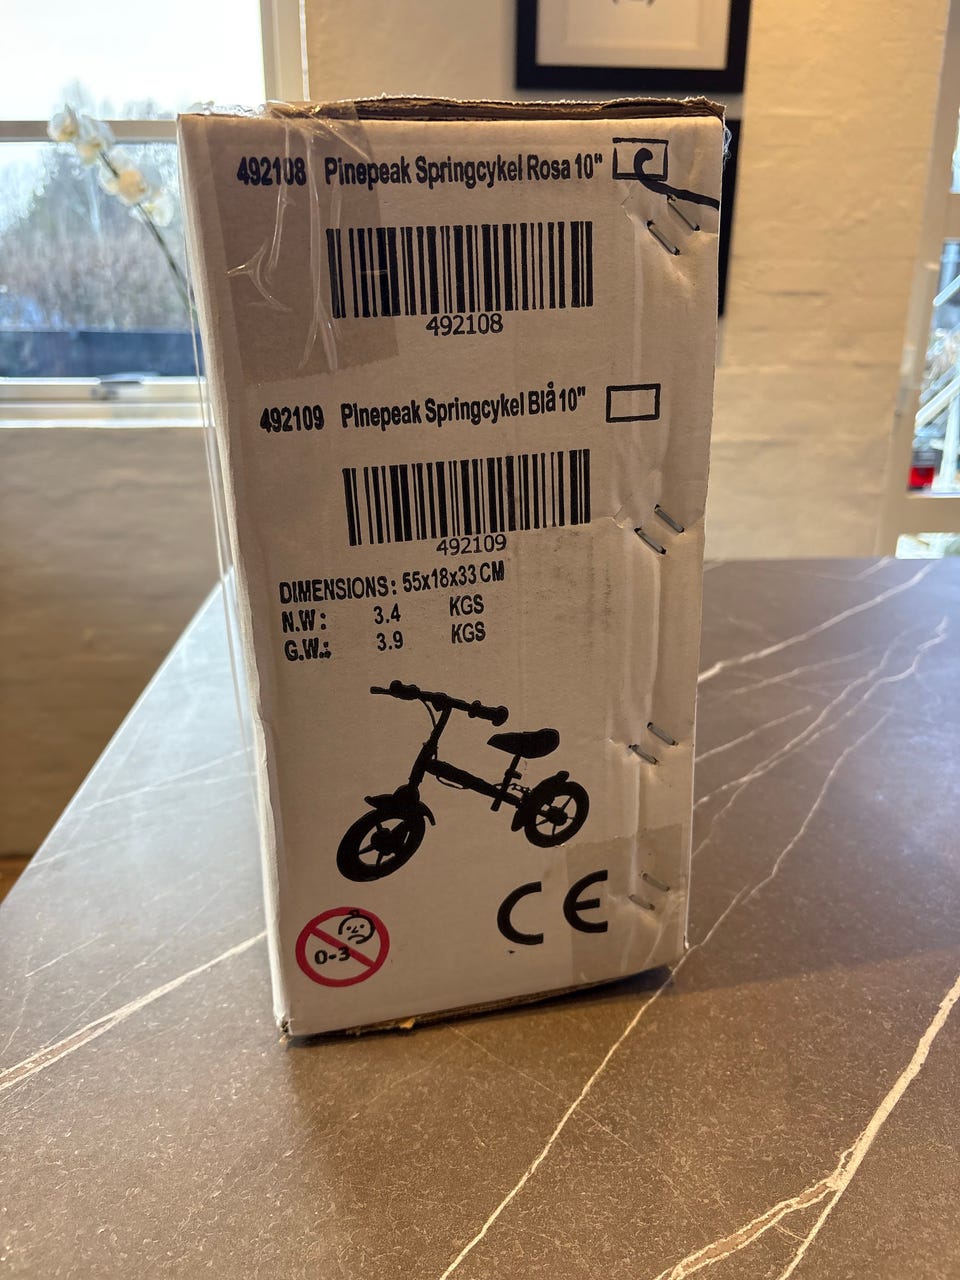 492108 Pinepeak Springcykel Rosa 10"
492108
492109 Pinepeak Springcykel Blå 10"
492109
DIMENSIONS: 55x18x33 CM
N.W: 3.4 KGS
G.W.: 3.9 KGS
CE
0-3